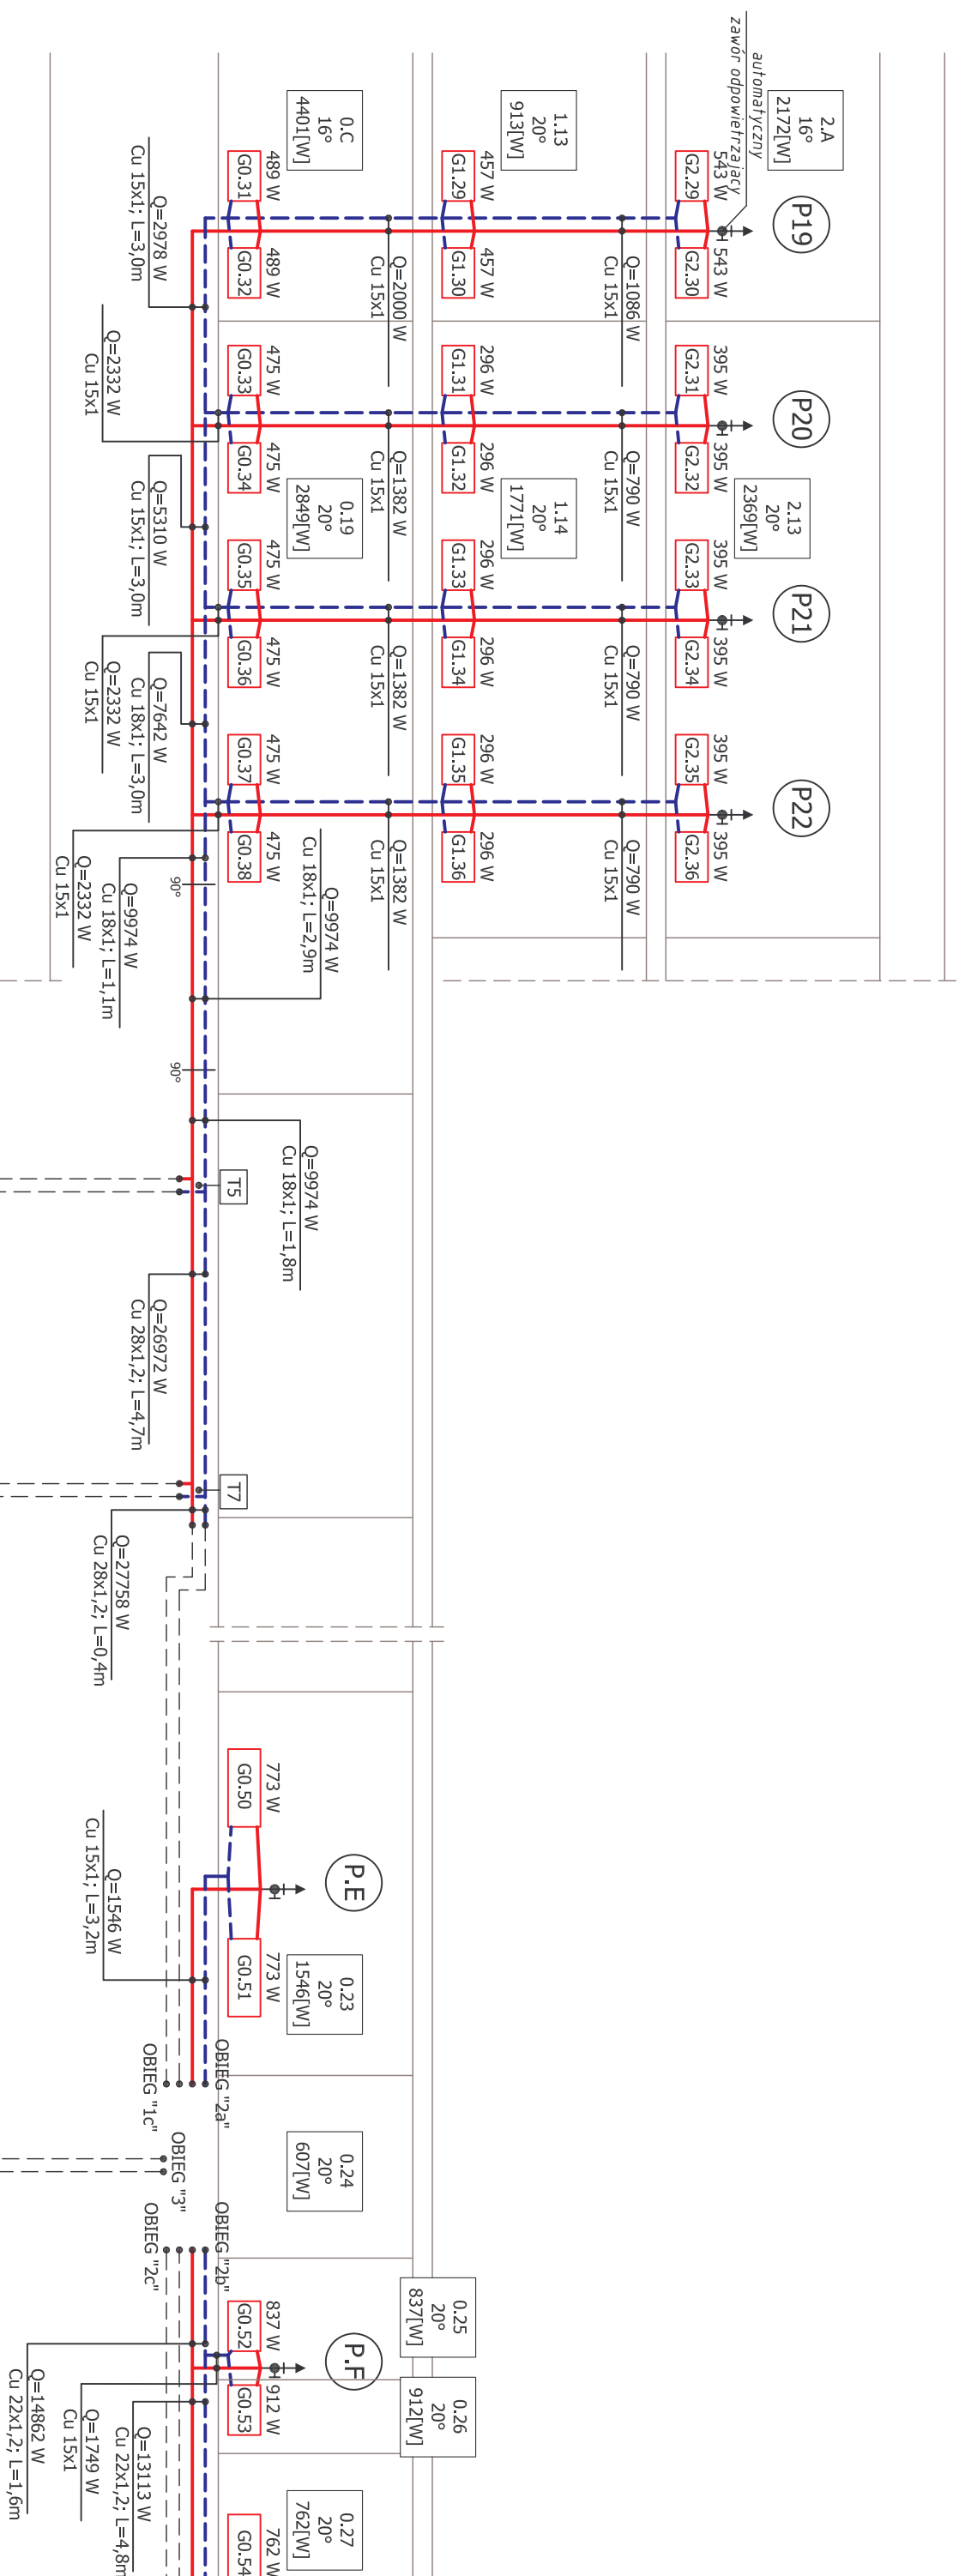 automatyczny
zawór odpowietrzający
2.A
16°
2172[W]
P19
543 W
G2.29
543 W
G2.30
Q=1086 W
Cu 15x1
1.13
20°
913[W]
457 W
G1.29
457 W
G1.30
Q=2000 W
Cu 15x1
0.C
16°
4401[W]
489 W
G0.31
489 W
G0.32
Q=2978 W
Cu 15x1; L=3,0m
P20
395 W
G2.31
395 W
G2.32
Q=790 W
Cu 15x1
296 W
G1.31
296 W
G1.32
Q=1382 W
Cu 15x1
475 W
G0.33
475 W
G0.34
Q=2332 W
Cu 15x1
2.13
20°
2369[W]
1.14
20°
1771[W]
0.19
20°
2849[W]
Q=5310 W
Cu 15x1; L=3,0m
P21
395 W
G2.33
395 W
G2.34
Q=790 W
Cu 15x1
296 W
G1.33
296 W
G1.34
Q=1382 W
Cu 15x1
475 W
G0.35
475 W
G0.36
Q=2332 W
Cu 15x1
Q=7642 W
Cu 18x1; L=3,0m
P22
395 W
G2.35
395 W
G2.36
Q=790 W
Cu 15x1
296 W
G1.35
296 W
G1.36
Q=1382 W
Cu 15x1
475 W
G0.37
475 W
G0.38
Q=2332 W
Cu 15x1
Q=9974 W
Cu 18x1; L=1,1m
90°
Q=9974 W
Cu 18x1; L=2,9m
90°
Q=9974 W
Cu 18x1; L=1,8m
T5
Q=26972 W
Cu 28x1,2; L=4,7m
T7
Q=27758 W
Cu 28x1,2; L=0,4m
P.E
773 W
G0.50
773 W
G0.51
0.23
20°
1546[W]
Q=1546 W
Cu 15x1; L=3,2m
OBIEG "2a"
OBIEG "1c"
0.24
20°
607[W]
OBIEG "3"
OBIEG "2b"
OBIEG "2c"
0.25
20°
837[W]
0.26
20°
912[W]
P.F
837 W
G0.52
912 W
G0.53
Q=14862 W
Cu 22x1,2; L=1,6m
Q=1749 W
Cu 15x1
Q=13113 W
Cu 22x1,2; L=4,8m
0.27
20°
762[W]
762 W
G0.54